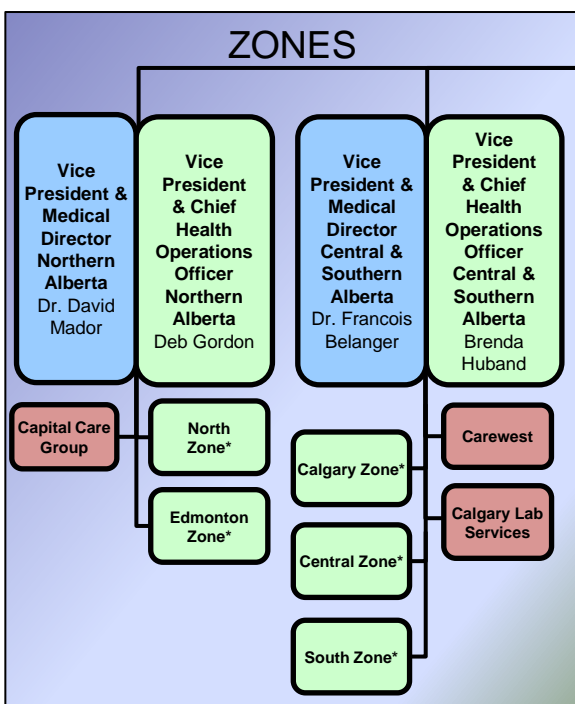 ZONES
Vice
President &
Medical
Director
Northern
Alberta
Dr. David
Mador
Vice
President
& Chief
Health
Operations
Officer
Northern
Alberta
Deb Gordon
Vice
President &
Medical
Director
Central &
Southern
Alberta
Dr. Francois
Belanger
Vice
President
& Chief
Health
Operations
Officer
Central &
Southern
Alberta
Brenda
Huband
Capital Care
Group
North
Zone*
Edmonton
Zone*
Calgary Zone*
Central Zone*
South Zone*
Carewest
Calgary Lab
Services